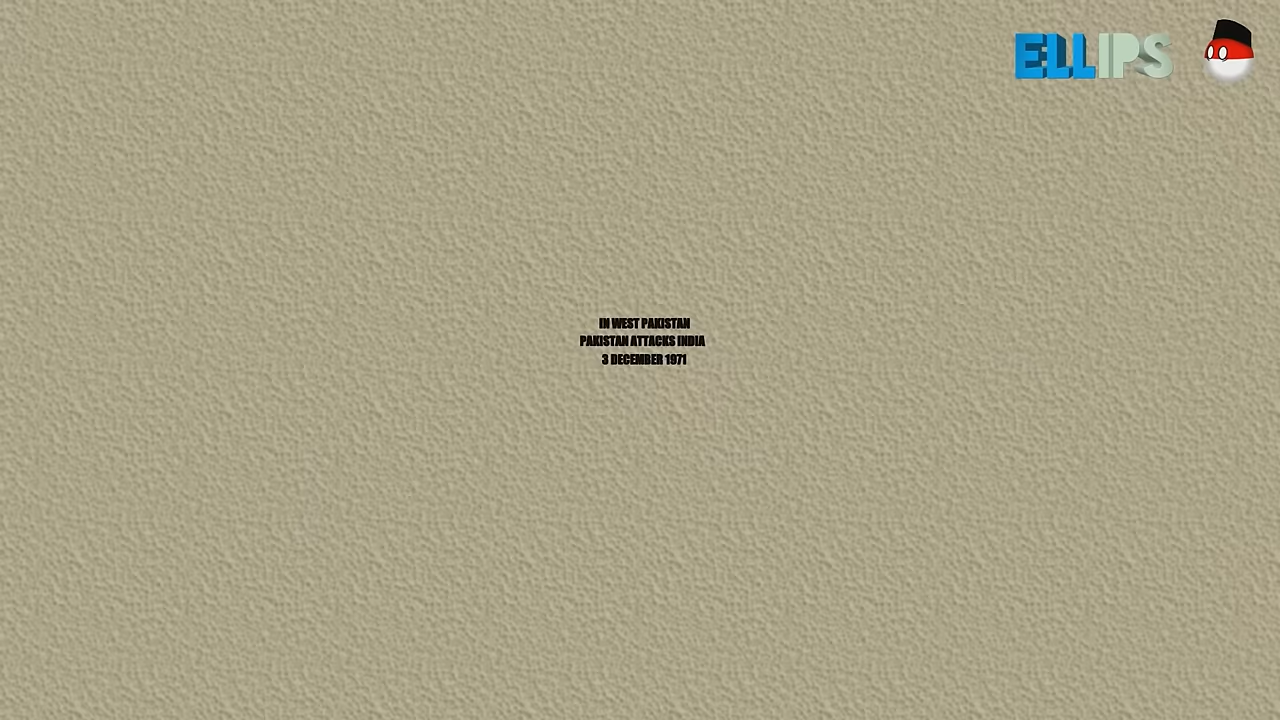 ELLIPS
IN WEST PAKISTAN
PAKISTAN ATTACKS INDIA
3 DECEMBER 1971